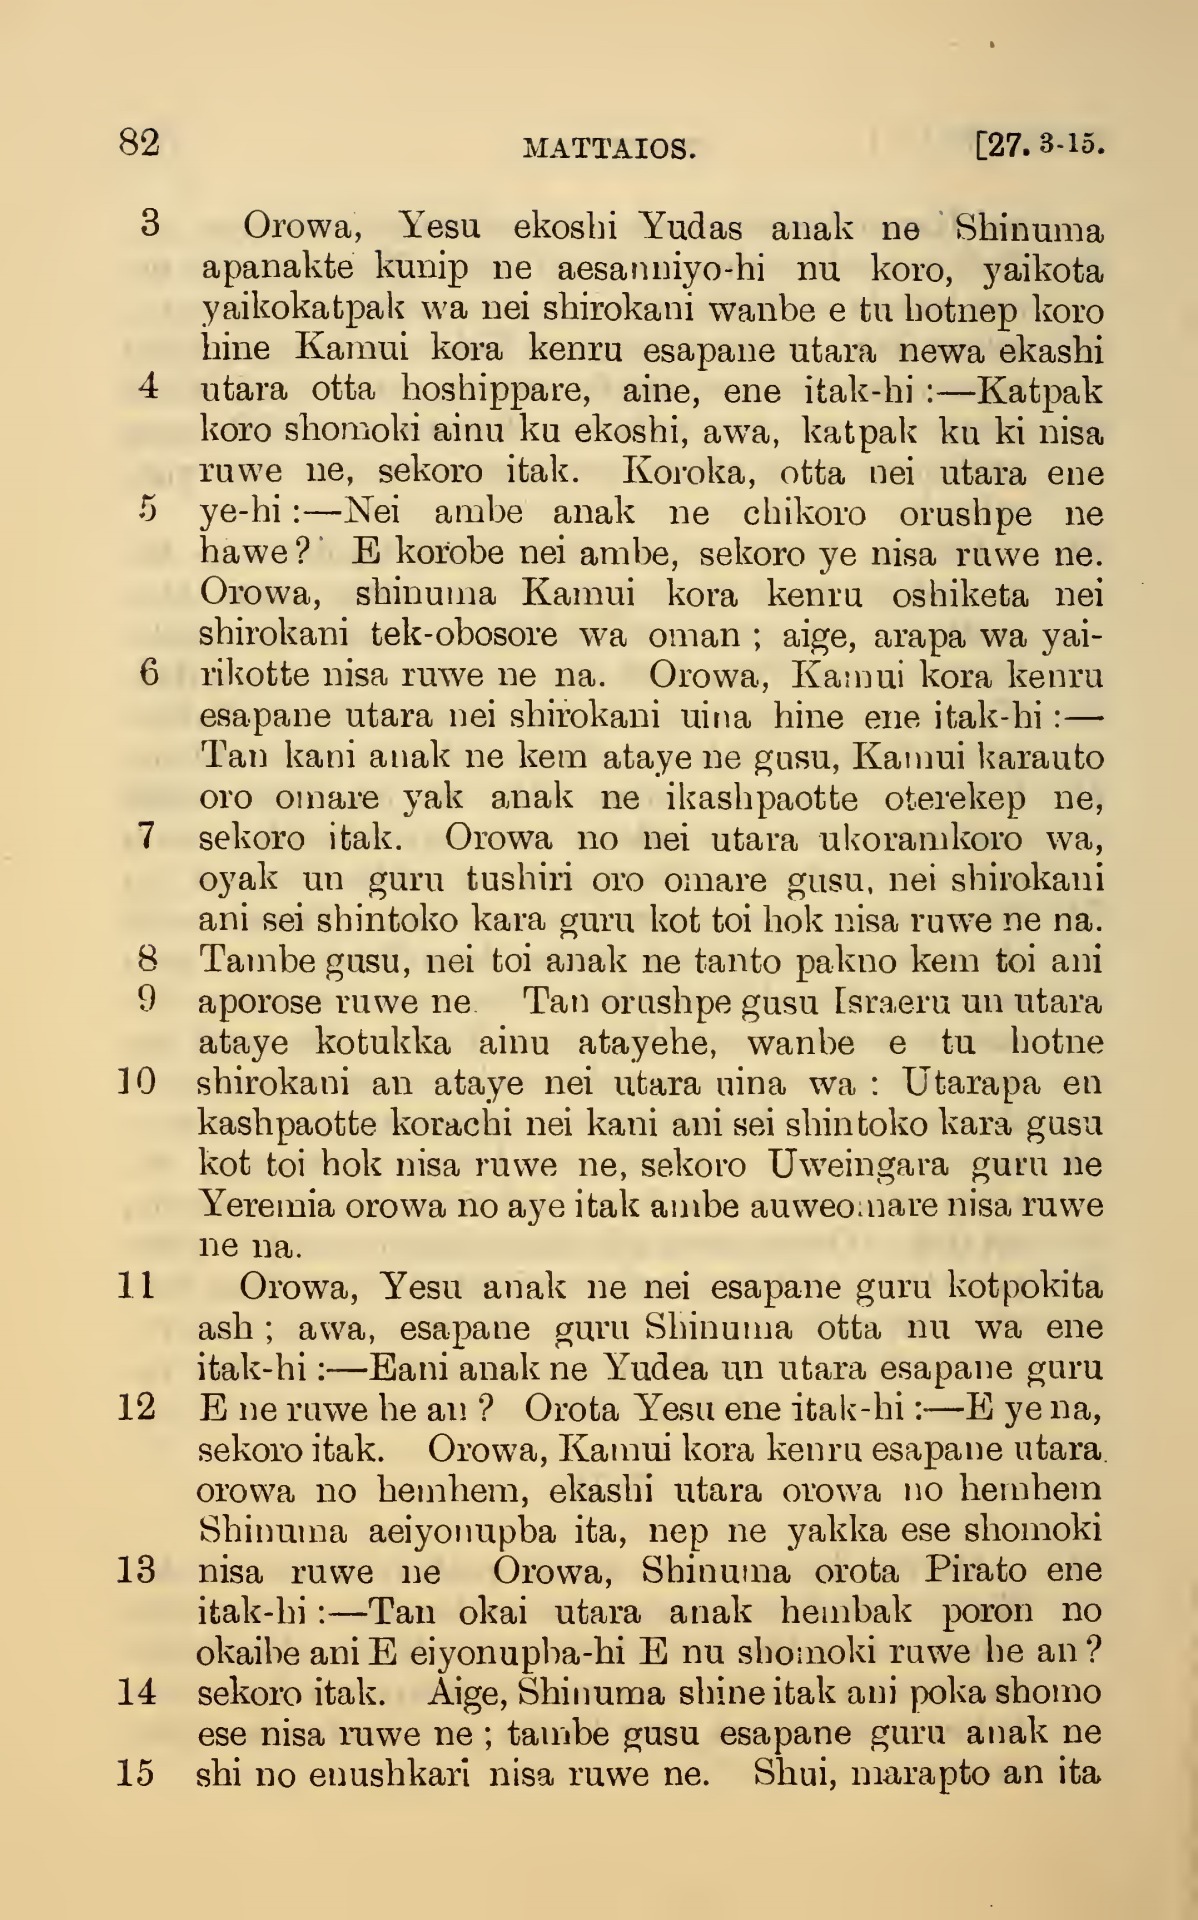 82 MATTAIOS. [27. 3-15.
3 Orowa, Yesu ekoshi Yudas anak ne Shinuma
apanakte kunip ne aesanniyo-hi nu koro, yaikota
yaikokatpak wa nei shirokani wanbe e tu hotnep koro
hine Kamui kora kenru esapane utara newa ekashi
4 utara otta hoshippare, aine, ene itak-hi :—Katpak
koro shomoki ainu ku ekoshi, awa, katpak ku ki nisa
ruwe ne, sekoro itak. Koroka, otta nei utara ene
5 ye-hi :—Nei ambe anak ne chikoro orushpe ne
hawe? E korobe nei ambe, sekoro ye nisa ruwe ne.
Orowa, shinuma Kamui kora kenru oshiketa nei
shirokani tek-obosore wa oman ; aige, arapa wa yai-
6 rikotte nisa ruwe ne na. Orowa, Kamui kora kenru
esapane utara nei shirokani uina hine ene itak-hi :—
Tan kani anak ne kem ataye ne gusu, Kamui karauto
oro omare yak anak ne ikashpaotte oterekep ne,
7 sekoro itak. Orowa no nei utara ukoramkoro wa,
oyak un guru tushiri oro omare gusu, nei shirokani
ani sei shintoko kara guru kot toi hok nisa ruwe ne na.
8 Tambe gusu, nei toi anak ne tanto pakno kem toi ani
9 aporose ruwe ne. Tan orushpe gusu Israeru un utara
ataye kotukka ainu atayehe, wanbe e tu hotne
10 shirokani an ataye nei utara uina wa : Utarapa en
kashpaotte korachi nei kani ani sei shintoko kara gusu
kot toi hok nisa ruwe ne, sekoro Uweingara guru ne
Yeremia orowa no aye itak ambe auweomare nisa ruwe
ne na.
11 Orowa, Yesu anak ne nei esapane guru kotpokita
ash ; awa, esapane guru Shinuma otta nu wa ene
itak-hi :—Eani anak ne Yudea un utara esapane guru
12 E ne ruwe he an ? Orota Yesu ene itak-hi :—E ye na,
sekoro itak. Orowa, Kamui kora kenru esapane utara
orowa no hemhem, ekashi utara orowa no hemhem
Shinuma aeiyonupba ita, nep ne yakka ese shomoki
13 nisa ruwe ne Orowa, Shinuma orota Pirato ene
itak-hi :—Tan okai utara anak hembak poron no
okaibe ani E eiyonupba-hi E nu shomoki ruwe he an ?
14 sekoro itak. Aige, Shinuma shine itak ani poka shomo
ese nisa ruwe ne ; tambe gusu esapane guru anak ne
15 shi no enushkari nisa ruwe ne. Shui, marapto an ita